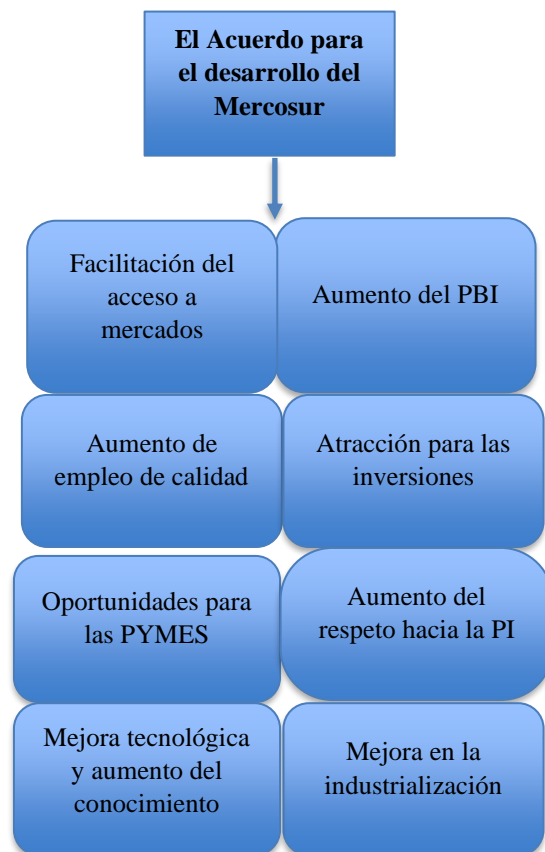 El Acuerdo para
el desarrollo del
Mercosur
Facilitación del
acceso a
mercados
Aumento del PBI
Aumento de
empleo de calidad
Atracción para las
inversiones
Oportunidades para
las PYMES
Aumento del
respeto hacia la PI
Mejora tecnológica
y aumento del
conocimiento
Mejora en la
industrialización